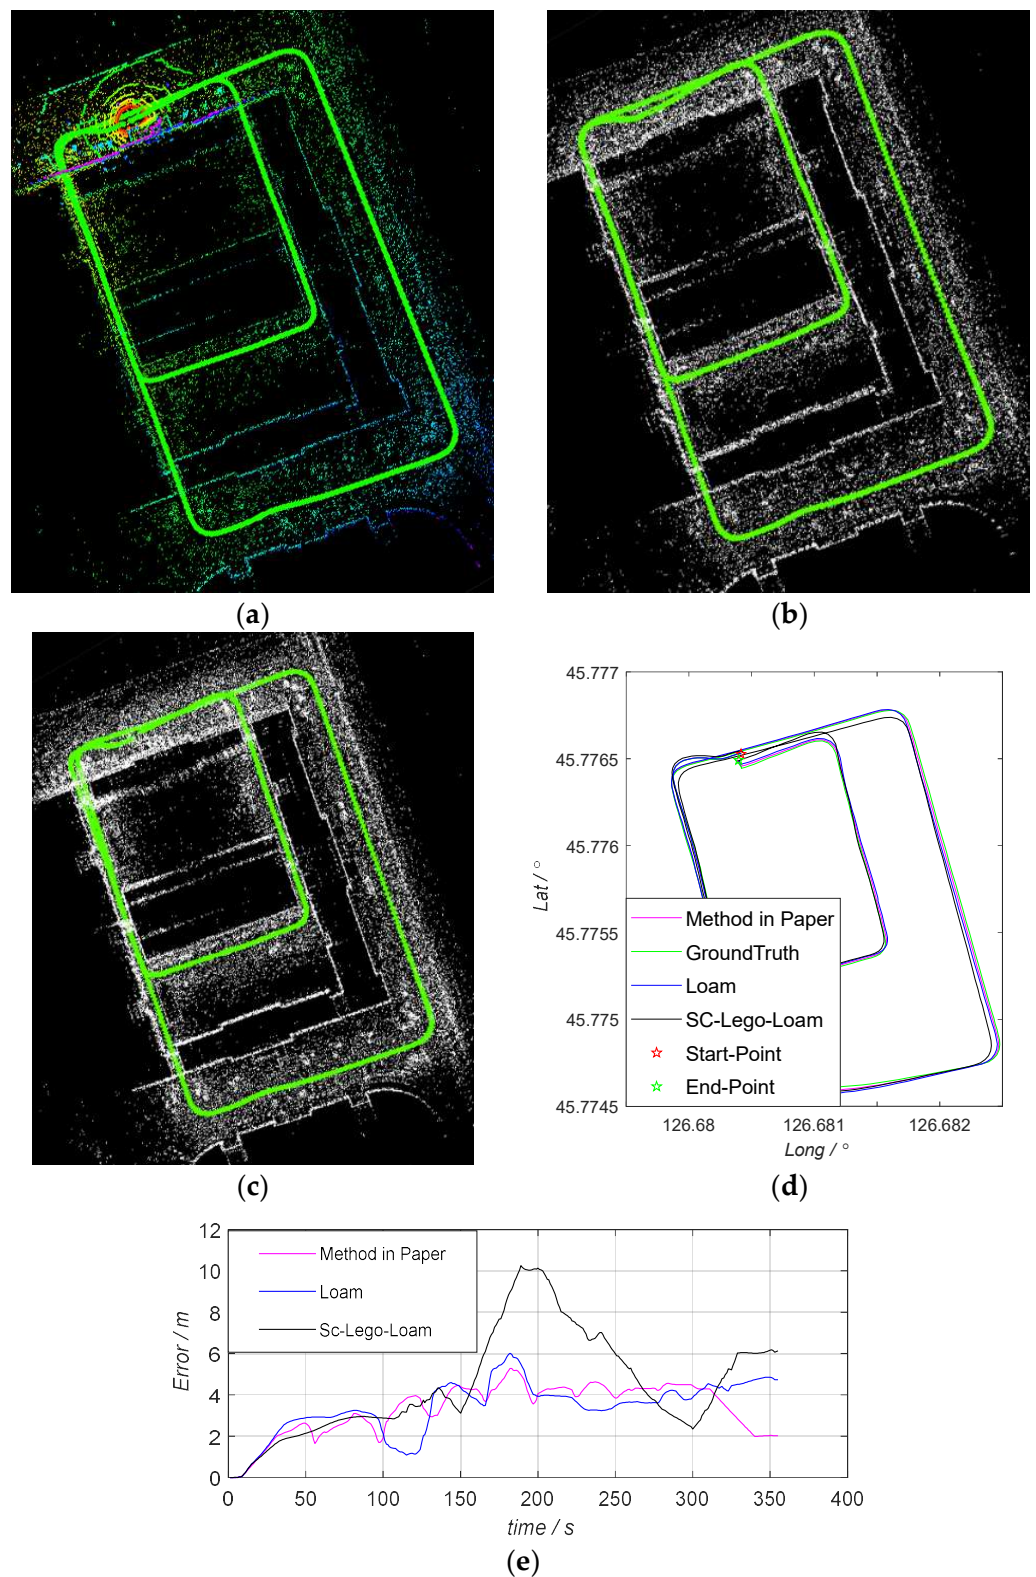 (a)
(b)
(c)
45.777
45.7765
45.776
45.7755
45.775
45.7745
Lat / °
Method in Paper
GroundTruth
Loam
SC-Lego-Loam
Start-Point
End-Point
126.68
126.681
126.682
Long / °
(d)
12
10
8
6
4
2
0
Error / m
Method in Paper
Loam
Sc-Lego-Loam
0
50
100
150
200
250
300
350
400
time / s
(e)